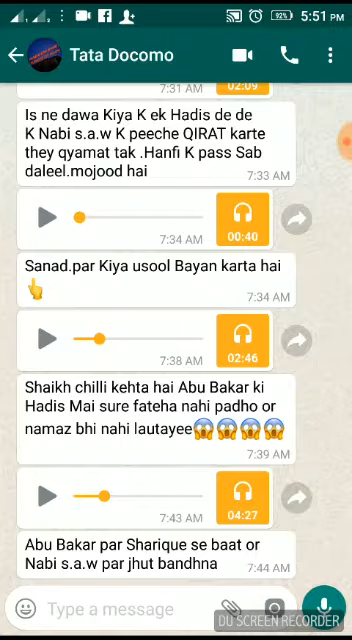 92%
5:51 PM
Tata Docomo
7:31 AM
02:09
Is ne dawa Kiya K ek Hadis de de
K Nabi s.a.w K peeche QIRAT karte
they qyamat tak .Hanfi K pass Sab
daleel.mojood hai
7:33 AM
00:40
7:34 AM
Sanad.par Kiya usool Bayan karta hai
👆
7:34 AM
02:46
7:38 AM
Shaikh chilli kehta hai Abu Bakar ki
Hadis Mai sure fateha nahi padho or
namaz bhi nahi lautayee😱😱😱😱
7:39 AM
04:27
7:43 AM
Abu Bakar par Sharique se baat or
Nabi s.a.w par jhut bandhna
7:44 AM
Type a message
DU SCREEN RECORDER